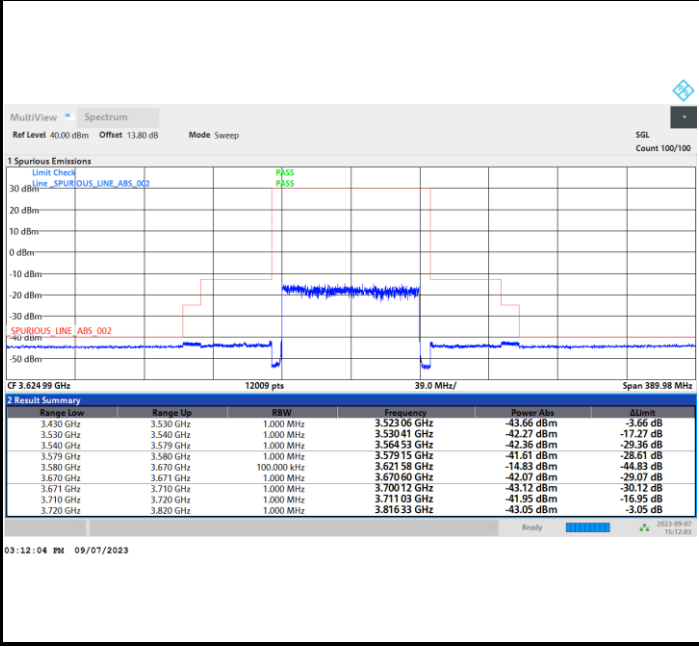 MultiView Spectrum
Ref Level 40.00 dBm Offset 13.80 dB Mode Sweep SGL
Count 100/100
1 Spurious Emissions
Limit Check PASS
Line _SPURIOUS_LINE_ABS_002 PASS
30 dBm
20 dBm
10 dBm
0 dBm
-10 dBm
-20 dBm
-30 dBm
_SPURIOUS_LINE_ABS_002
-40 dBm
-50 dBm
CF 3.624 99 GHz 12009 pts 39.0 MHz/ Span 389.98 MHz
2 Result Summary
Range Low Range Up RBW Frequency Power Abs ΔLimit
3.430 GHz 3.530 GHz 1.000 MHz 3.523 06 GHz -43.66 dBm -3.66 dB
3.530 GHz 3.540 GHz 1.000 MHz 3.530 41 GHz -42.27 dBm -17.27 dB
3.540 GHz 3.579 GHz 1.000 MHz 3.564 53 GHz -42.36 dBm -29.36 dB
3.579 GHz 3.580 GHz 1.000 MHz 3.579 15 GHz -41.61 dBm -28.61 dB
3.580 GHz 3.670 GHz 100.000 kHz 3.621 58 GHz -14.83 dBm -44.83 dB
3.670 GHz 3.671 GHz 1.000 MHz 3.670 60 GHz -42.07 dBm -29.07 dB
3.671 GHz 3.710 GHz 1.000 MHz 3.700 12 GHz -43.12 dBm -30.12 dB
3.710 GHz 3.720 GHz 1.000 MHz 3.711 03 GHz -41.95 dBm -16.95 dB
3.720 GHz 3.820 GHz 1.000 MHz 3.816 33 GHz -43.05 dBm -3.05 dB
Ready 2023-09-07
15:12:03
03:12:04 PM 09/07/2023